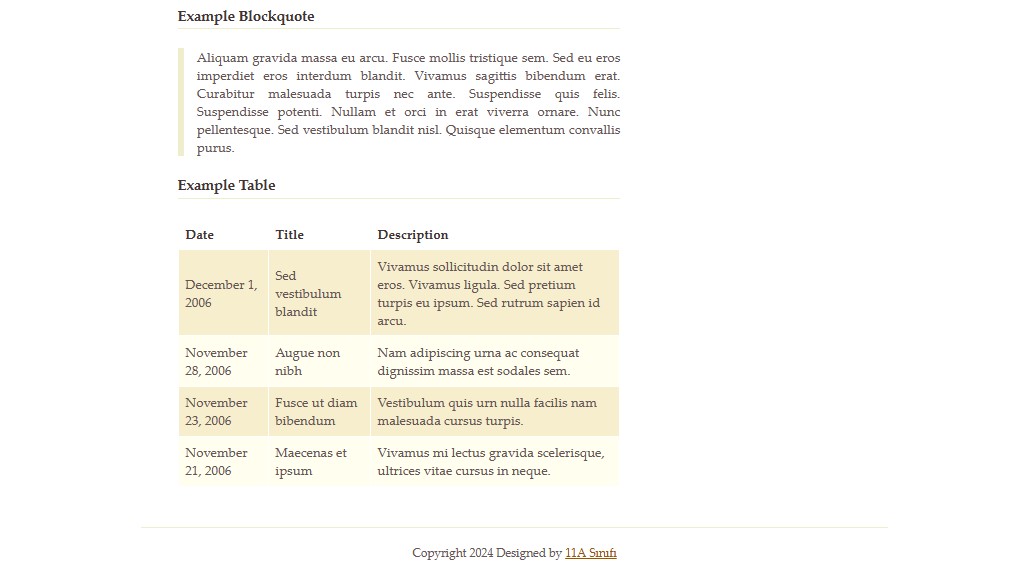 Example Blockquote
Aliquam gravida massa eu arcu. Fusce mollis tristique sem. Sed eu eros
imperdiet eros interdum blandit. Vivamus sagittis bibendum erat.
Curabitur malesuada turpis nec ante. Suspendisse quis felis.
Suspendisse potenti. Nullam et orci in erat viverra ornare. Nunc
pellentesque. Sed vestibulum blandit nisl. Quisque elementum convallis
purus.
Example Table
Date Title Description
December 1,
2006
Sed
vestibulum
blandit
Vivamus sollicitudin dolor sit amet
eros. Vivamus ligula. Sed pretium
turpis eu ipsum. Sed rutrum sapien id
arcu.
November
28, 2006
Augue non
nibh
Nam adipiscing urna ac consequat
dignissim massa est sodales sem.
November
23, 2006
Fusce ut diam
bibendum
Vestibulum quis urn nulla facilis nam
malesuada cursus turpis.
November
21, 2006
Maecenas et
ipsum
Vivamus mi lectus gravida scelerisque,
ultrices vitae cursus in neque.
Copyright 2024 Designed by 11A Sınıfı